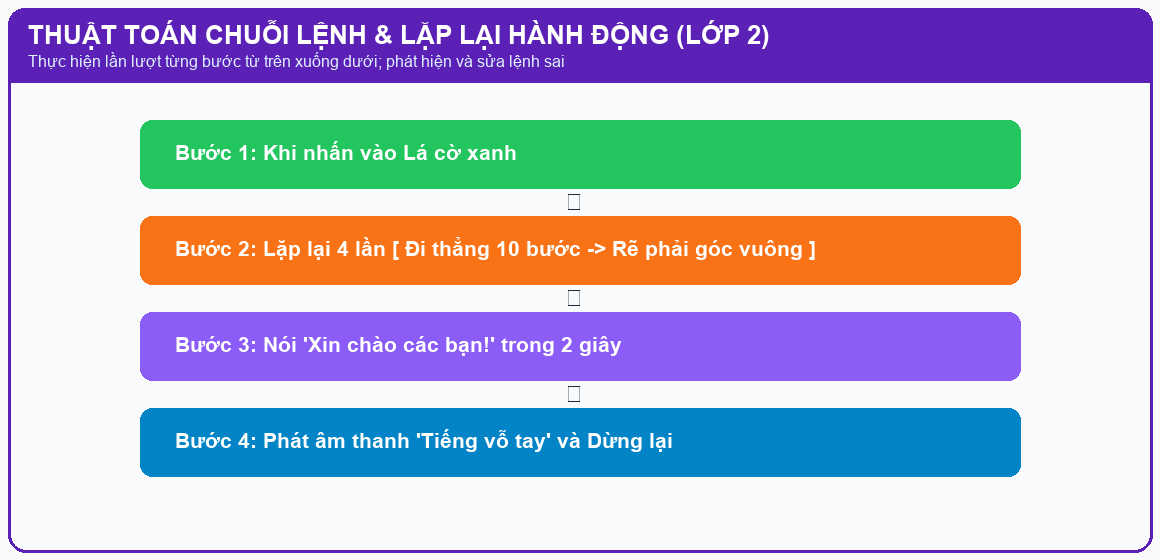 THUẬT TOÁN CHUỖI LỆNH & LẶP LẠI HÀNH ĐỘNG (LỚP 2)
Thực hiện lần lượt từng bước từ trên xuống dưới; phát hiện và sửa lệnh sai
Bước 1: Khi nhấn vào Lá cờ xanh
Bước 2: Lặp lại 4 lần [ Đi thẳng 10 bước -> Rẽ phải góc vuông ]
Bước 3: Nói 'Xin chào các bạn!' trong 2 giây
Bước 4: Phát âm thanh 'Tiếng vỗ tay' và Dừng lại